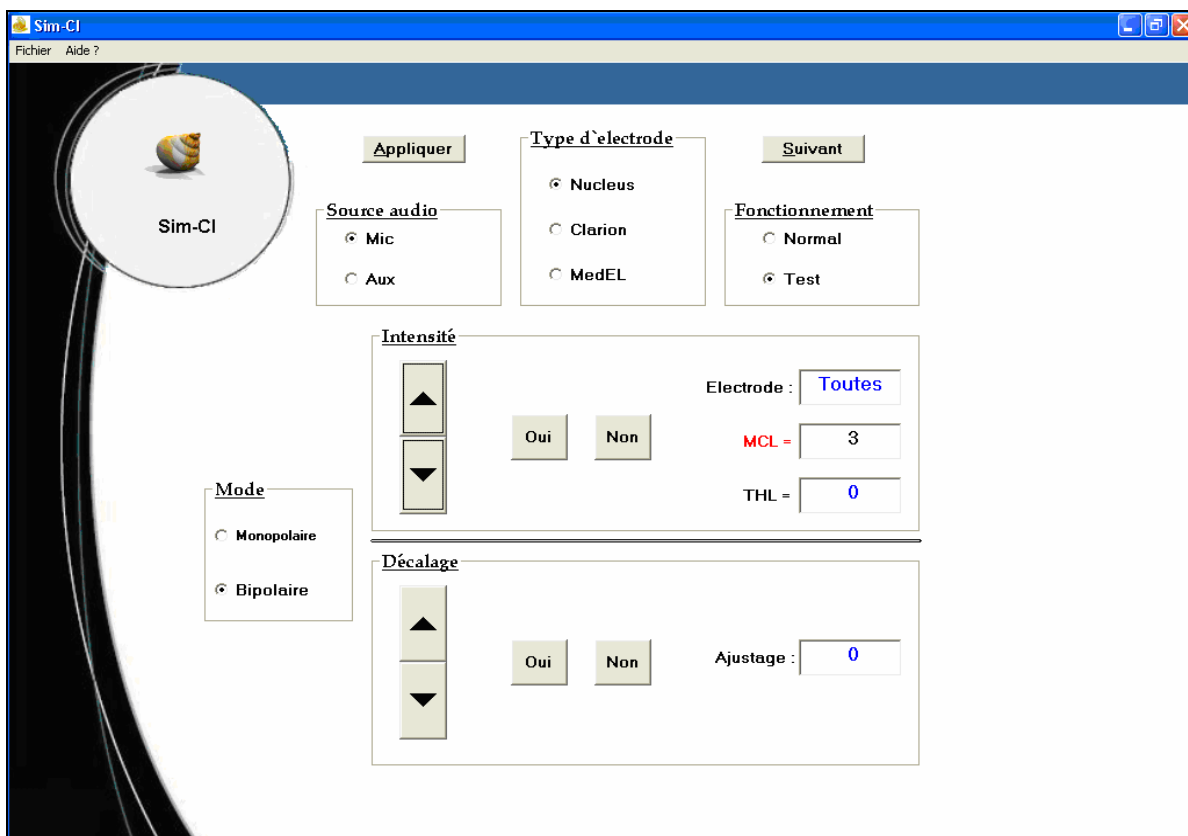 Sim-CI
Fichier Aide ?
Sim-CI
Appliquer
Type d`electrode
Nucleus
Clarion
MedEL
Suivant
Source audio
Mic
Aux
Fonctionnement
Normal
Test
Intensité
Oui Non
Electrode : Toutes
MCL = 3
THL = 0
Mode
Monopolaire
Bipolaire
Décalage
Oui Non
Ajustage : 0